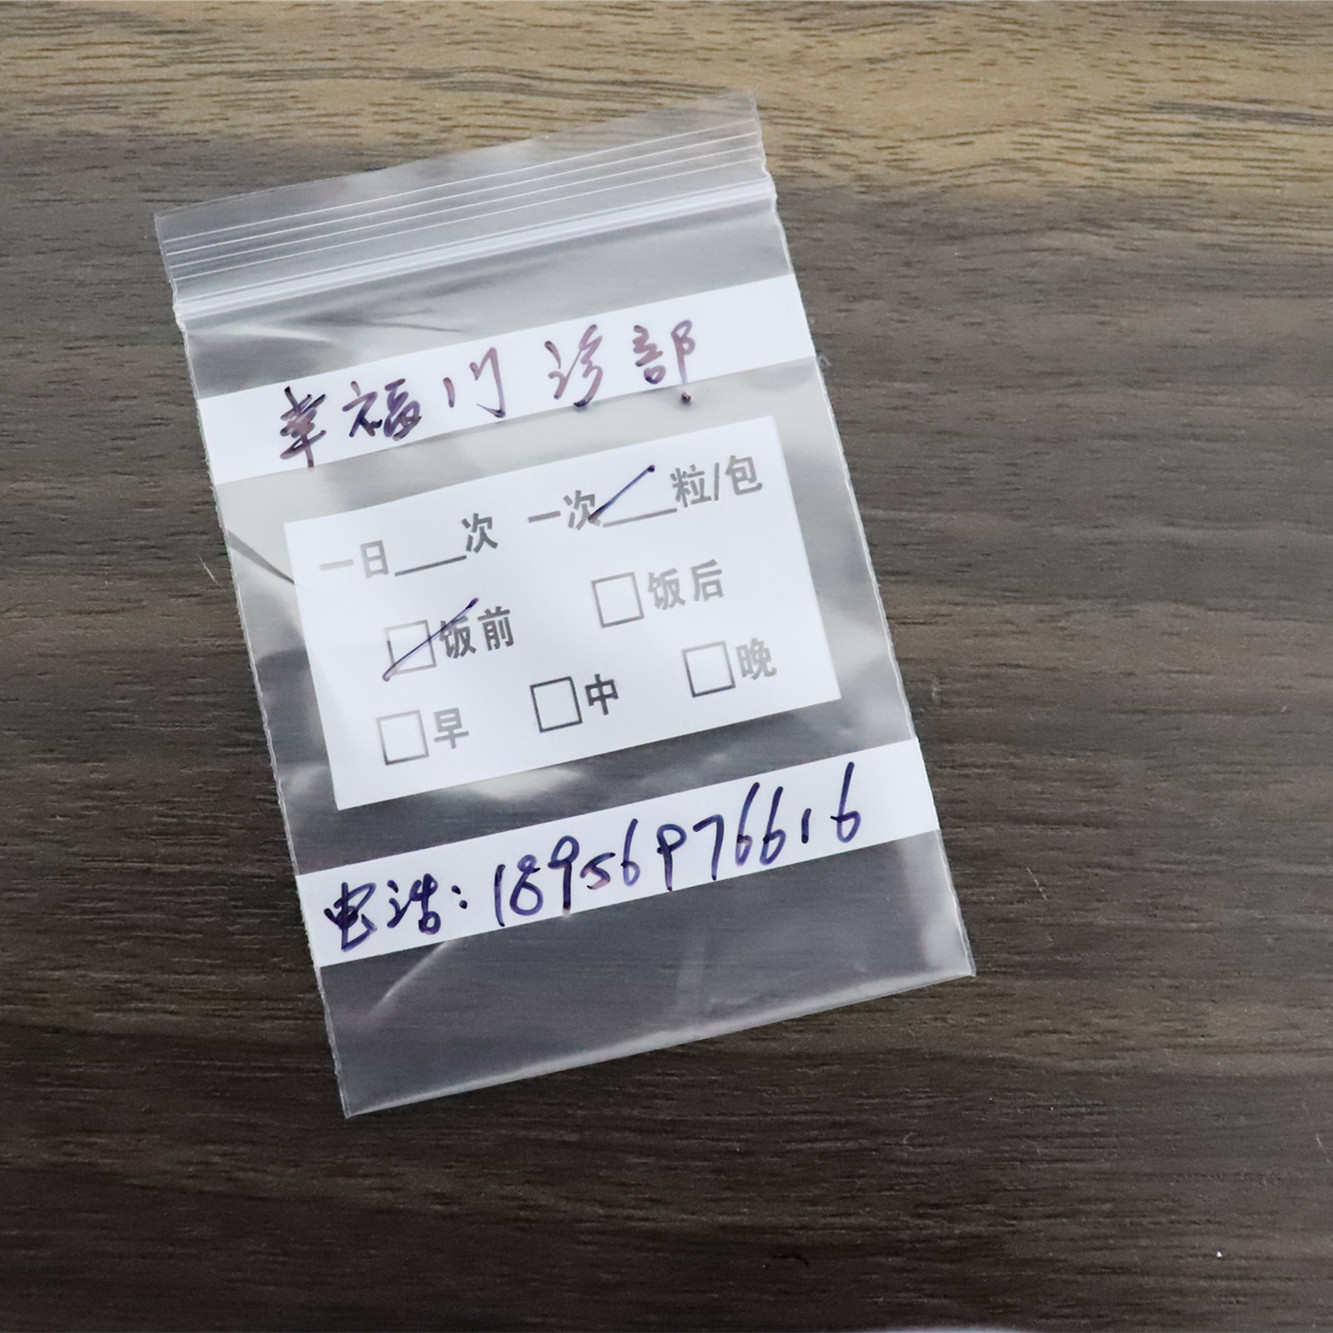 幸福门诊部
一日___次 一次___粒/包
☑饭前 □饭后
□早 □中 □晚
电话:18956976616